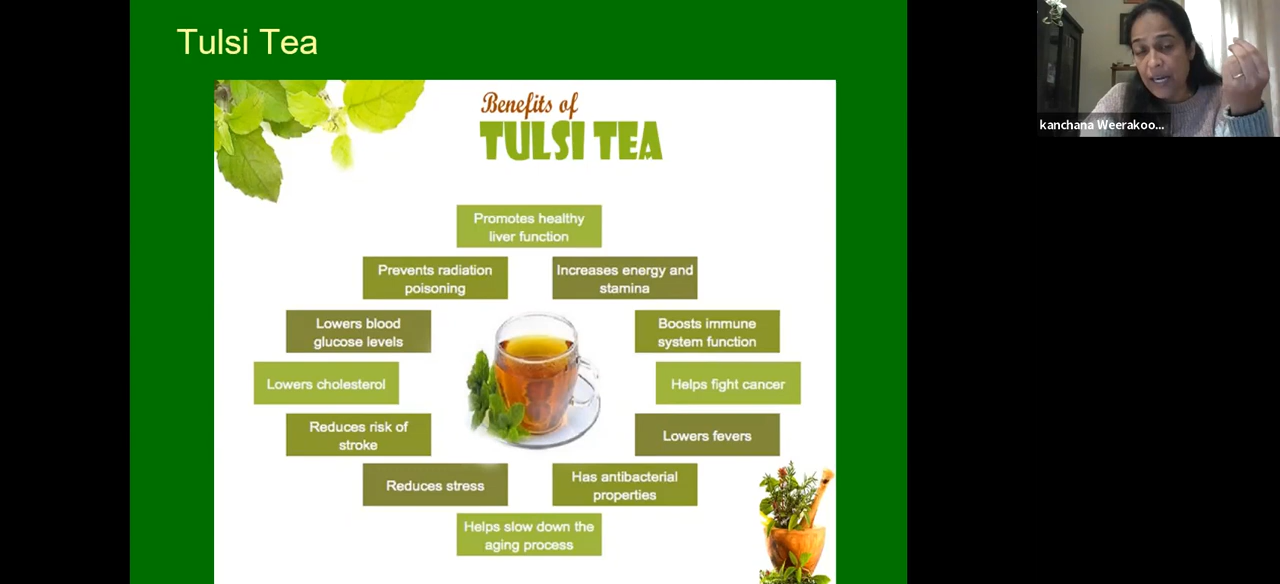 Tulsi Tea
kanchana Weerakoo...
Benefits of
TULSI TEA
Promotes healthy
liver function
Prevents radiation
poisoning
Increases energy and
stamina
Lowers blood
glucose levels
Boosts immune
system function
Lowers cholesterol
Helps fight cancer
Reduces risk of
stroke
Lowers fevers
Reduces stress
Has antibacterial
properties
Helps slow down the
aging process